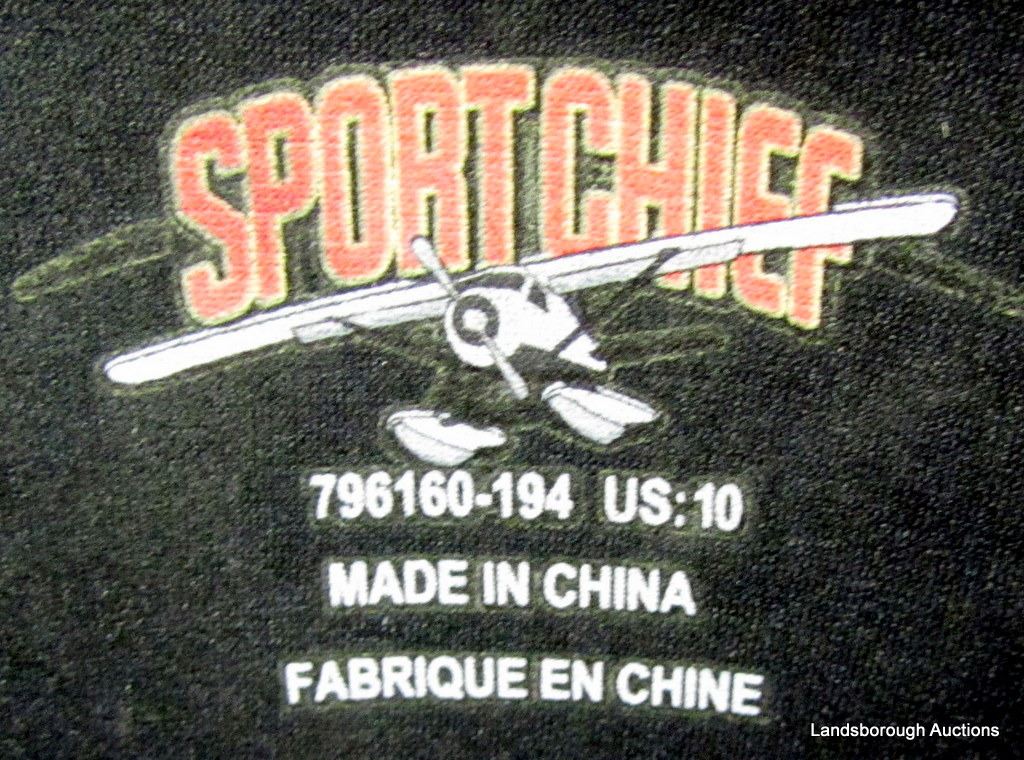 SPORTCHIEF
796160-194 US:10
MADE IN CHINA
FABRIQUE EN CHINE
Landsborough Auctions